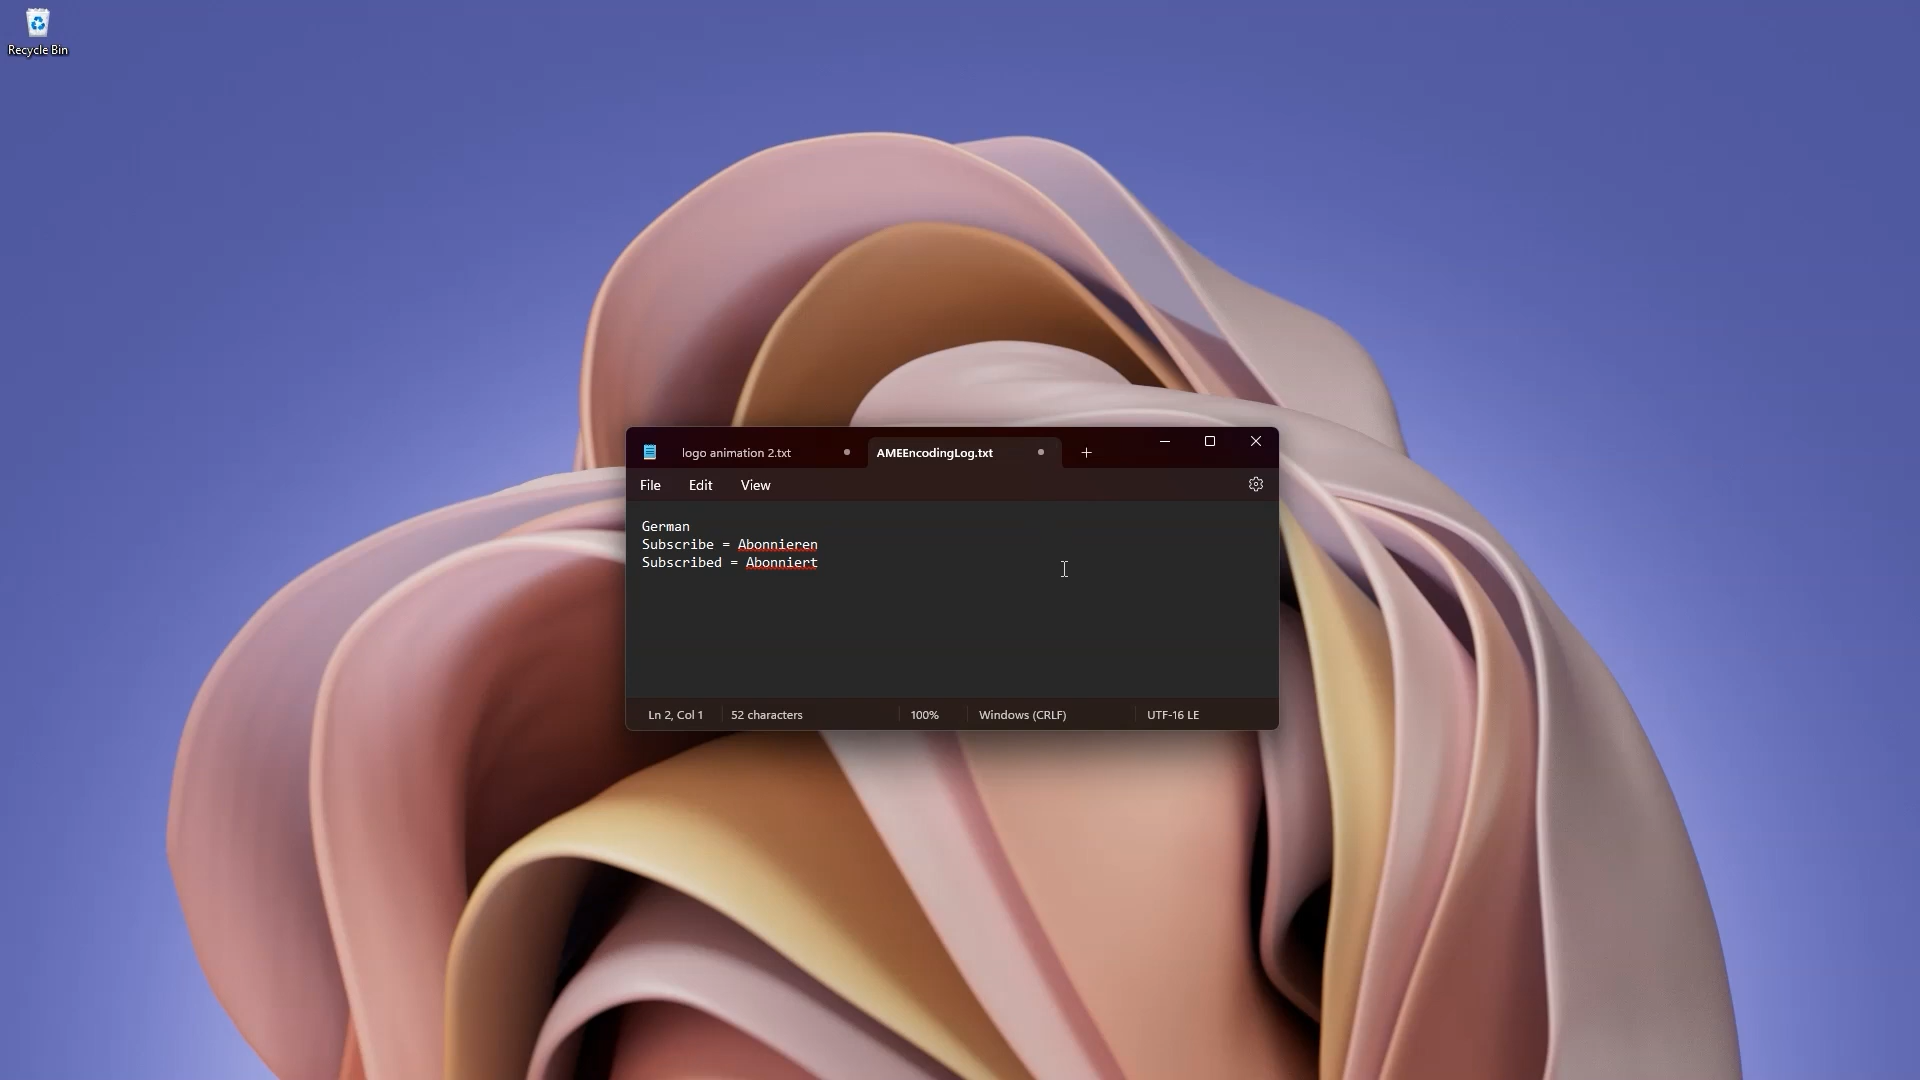 Recycle Bin
logo animation 2.txt
AMEEncodingLog.txt
File Edit View
German
Subscribe = Abonnieren
Subscribed = Abonniert
Ln 2, Col 1 52 characters 100% Windows (CRLF) UTF-16 LE